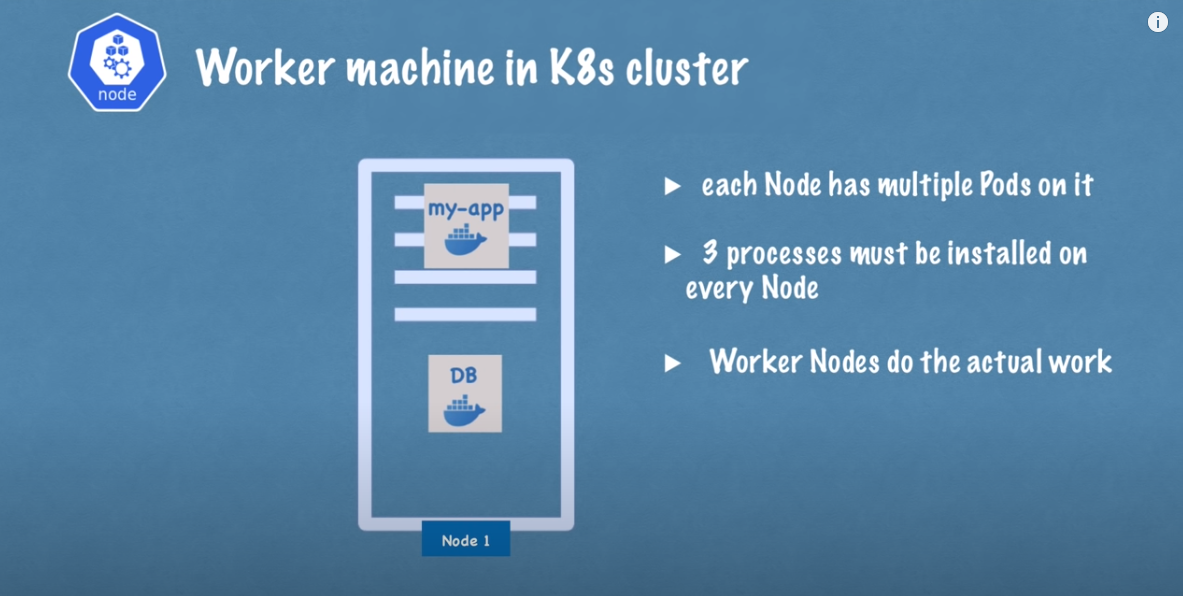 node
Worker machine in K8s cluster
my-app
DB
Node 1
▶ each Node has multiple Pods on it
▶ 3 processes must be installed on
every Node
▶ Worker Nodes do the actual work
i